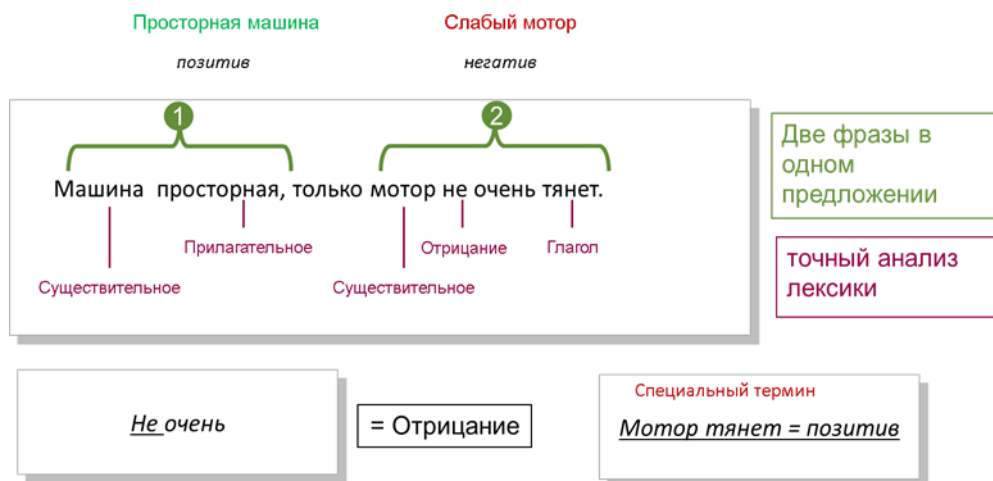 Просторная машина
Слабый мотор
позитив
негатив
1
2
Машина просторная, только мотор не очень тянет.
Прилагательное
Отрицание
Глагол
Существительное
Существительное
Две фразы в
одном
предложении
точный анализ
лексики
Не очень
= Отрицание
Специальный термин
Мотор тянет = позитив